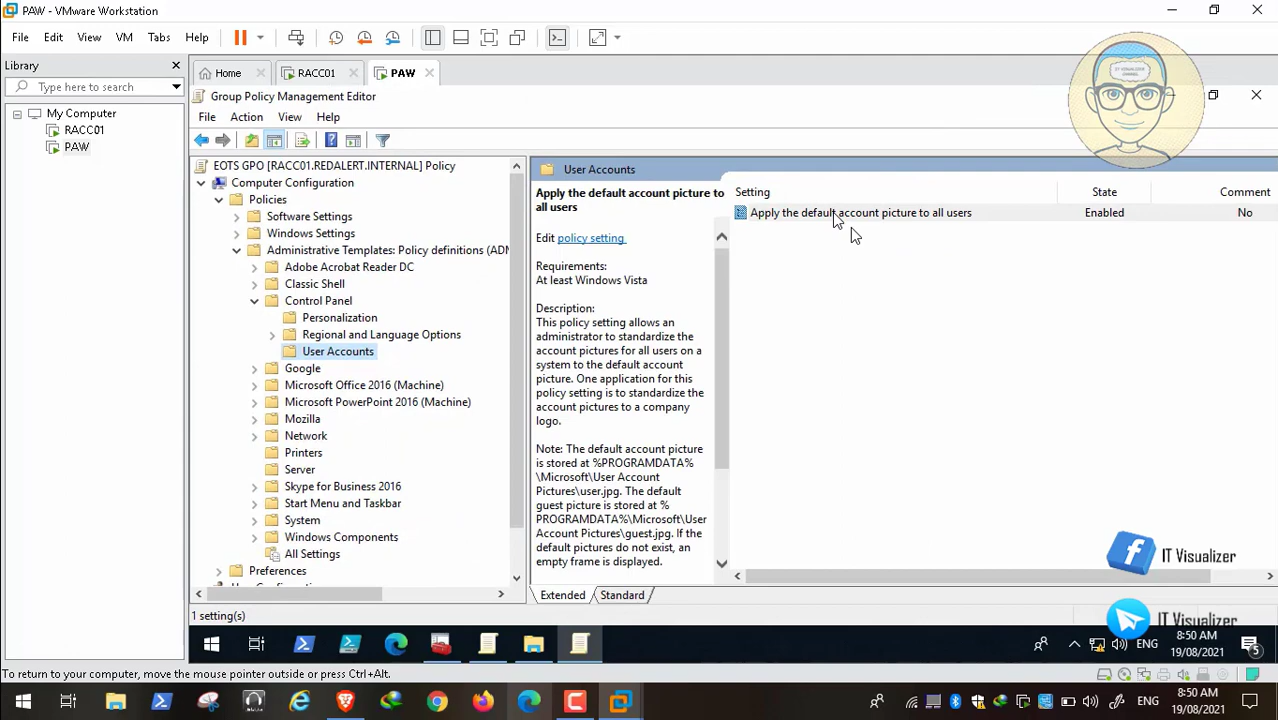 PAW - VMware Workstation
File Edit View VM Tabs Help
Library
Type here to search
My Computer
RACC01
PAW
Home RACC01 PAW
IT VISUALIZER
CHANNEL
Group Policy Management Editor
File Action View Help
EOTS GPO [RACC01.REDALERT.INTERNAL] Policy
Computer Configuration
Policies
Software Settings
Windows Settings
Administrative Templates: Policy definitions (ADM
Adobe Acrobat Reader DC
Classic Shell
Control Panel
Personalization
Regional and Language Options
User Accounts
Google
Microsoft Office 2016 (Machine)
Microsoft PowerPoint 2016 (Machine)
Mozilla
Network
Printers
Server
Skype for Business 2016
Start Menu and Taskbar
System
Windows Components
All Settings
Preferences
User Accounts
Apply the default account picture to
all users
Edit policy setting
Requirements:
At least Windows Vista
Description:
This policy setting allows an
administrator to standardize the
account pictures for all users on a
system to the default account
picture. One application for this
policy setting is to standardize the
account pictures to a company
logo.
Note: The default account picture
is stored at %PROGRAMDATA%
\Microsoft\User Account
Pictures\user.jpg. The default
guest picture is stored at %
PROGRAMDATA%\Microsoft\User
Account Pictures\guest.jpg. If the
default pictures do not exist, an
empty frame is displayed.
Setting State Comment
Apply the default account picture to all users Enabled No
Extended Standard
1 setting(s)
IT Visualizer
IT Visualizer
ENG 8:50 AM
19/08/2021
5
To return to your computer, move the mouse pointer outside or press Ctrl+Alt.
ENG 8:50 AM
19/08/2021